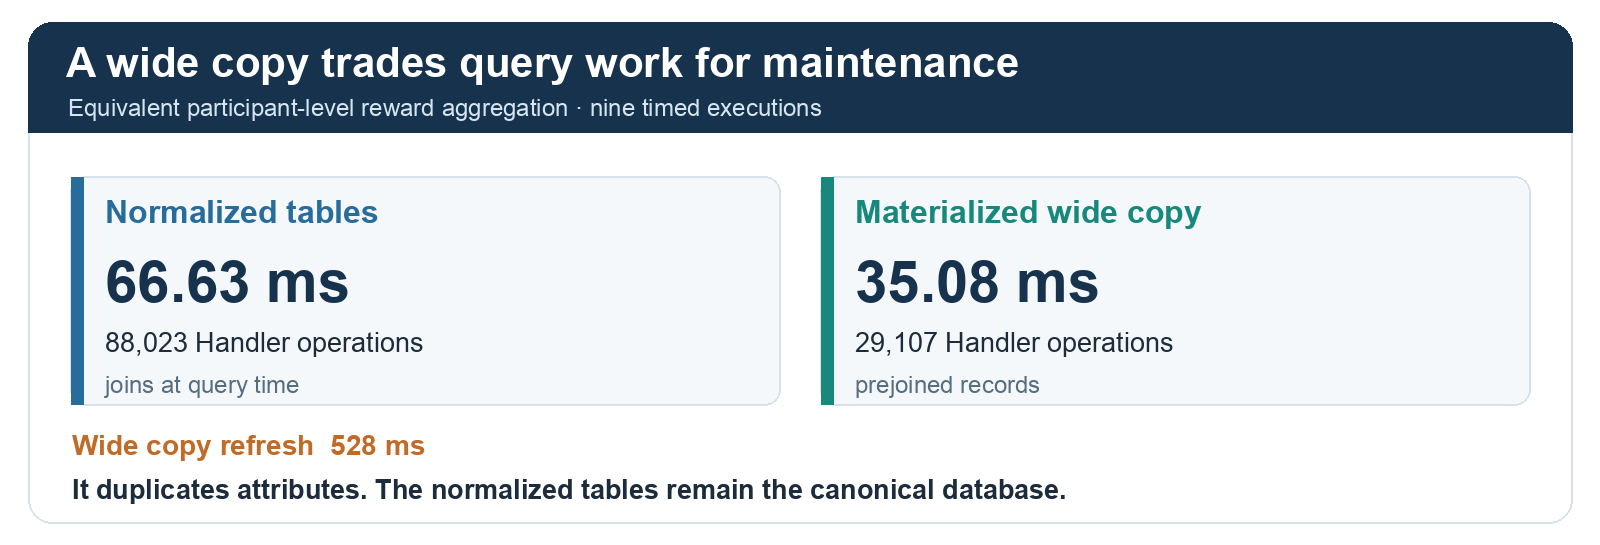 A wide copy trades query work for maintenance
Equivalent participant-level reward aggregation · nine timed executions
Normalized tables
66.63 ms
88,023 Handler operations
joins at query time
Materialized wide copy
35.08 ms
29,107 Handler operations
prejoined records
Wide copy refresh 528 ms
It duplicates attributes. The normalized tables remain the canonical database.